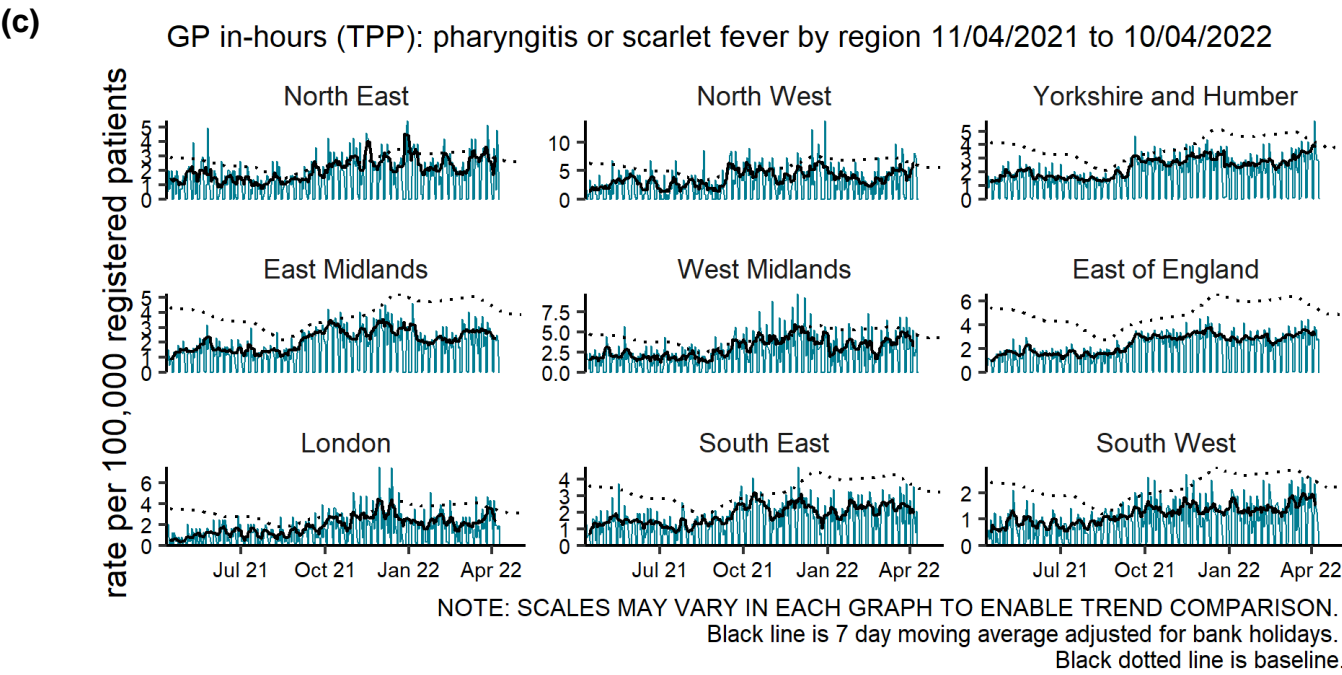 (c)
GP in-hours (TPP): pharyngitis or scarlet fever by region 11/04/2021 to 10/04/2022
rate per 100,000 registered patients
North East
5
4
3
2
1
0
North West
10
5
0
Yorkshire and Humber
5
4
3
2
1
0
East Midlands
5
4
3
2
1
0
West Midlands
7.5
5.0
2.5
0.0
East of England
6
4
2
0
London
6
4
2
0
Jul 21 Oct 21 Jan 22 Apr 22
South East
4
3
2
1
0
Jul 21 Oct 21 Jan 22 Apr 22
South West
2
1
0
Jul 21 Oct 21 Jan 22 Apr 22
NOTE: SCALES MAY VARY IN EACH GRAPH TO ENABLE TREND COMPARISON.
Black line is 7 day moving average adjusted for bank holidays.
Black dotted line is baseline.